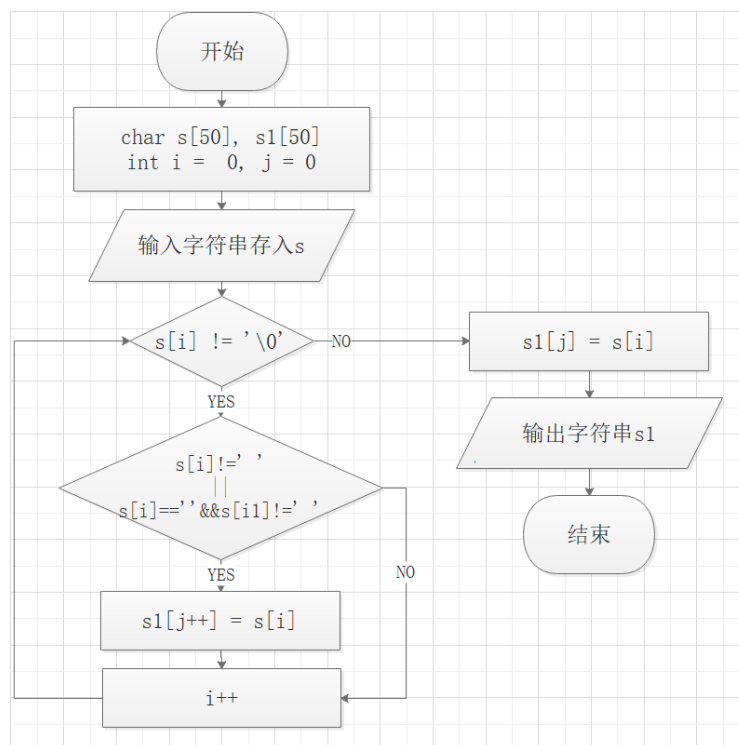 开始
char s[50], s1[50]
int i = 0, j = 0
输入字符串存入s
s[i] != '\0'
NO
YES
s[i]!=' '
||
s[i]==''&&s[i1]!=' '
YES
NO
s1[j++] = s[i]
i++
s1[j] = s[i]
输出字符串s1
结束